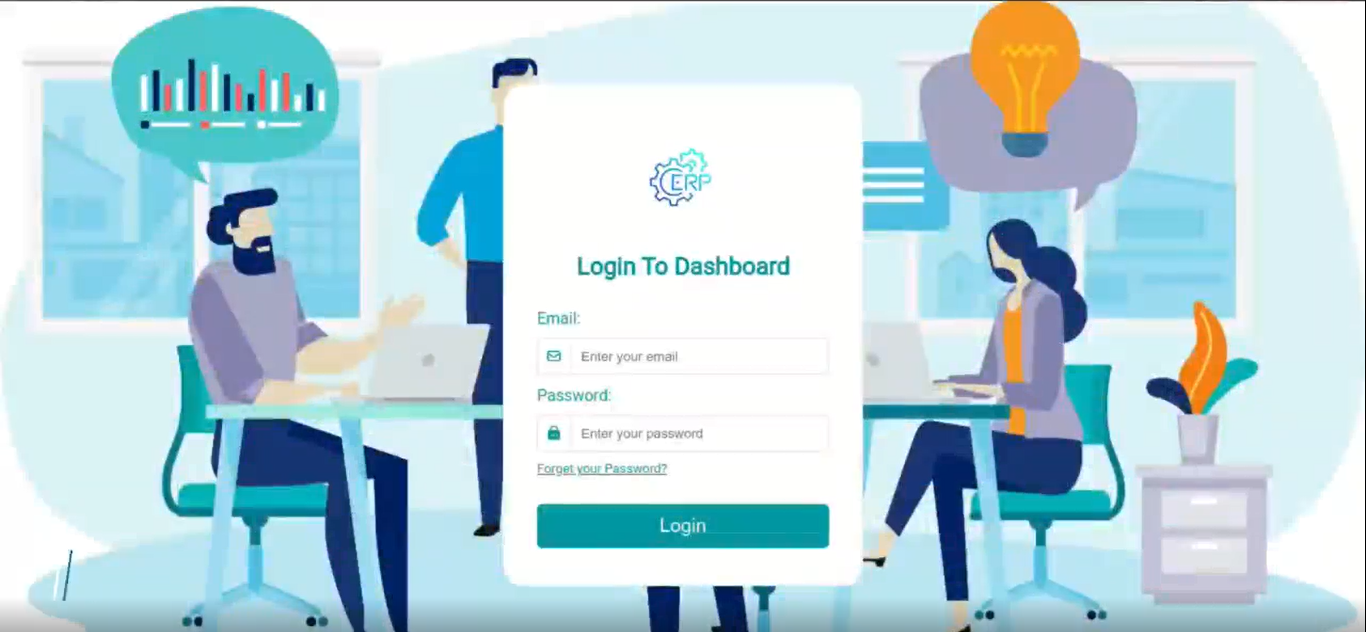 ERP
Login To Dashboard
Email:
Enter your email
Password:
Enter your password
Forget your Password?
Login